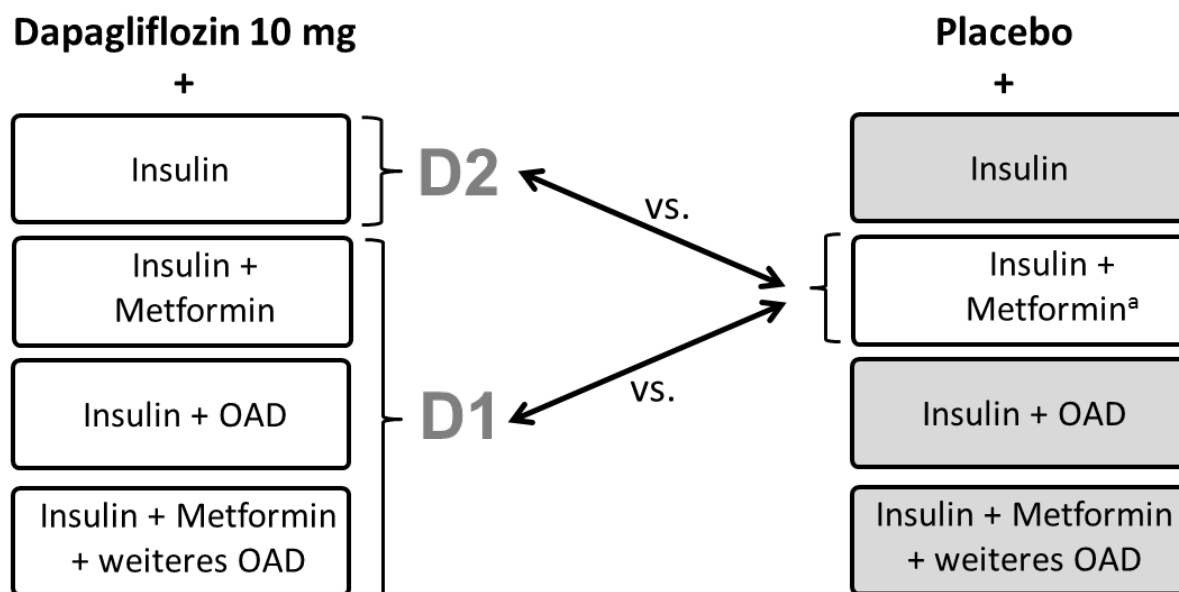 Dapagliflozin 10 mg
+
Insulin
Insulin +
Metformin
Insulin + OAD
Insulin + Metformin
+ weiteres OAD
D2
D1
vs.
vs.
Placebo
+
Insulin
Insulin +
Metforminᵃ
Insulin + OAD
Insulin + Metformin
+ weiteres OAD